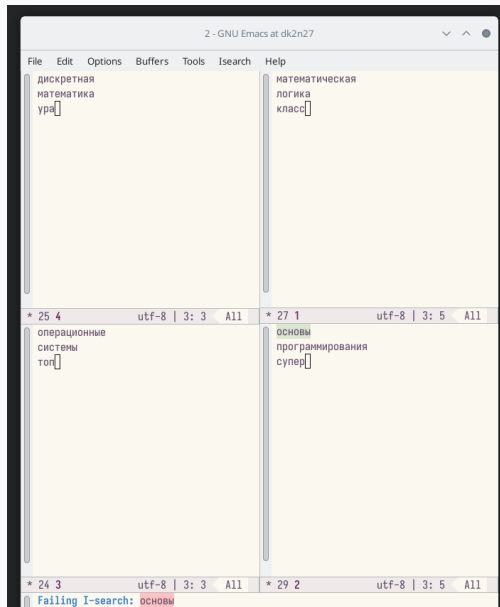 2 - GNU Emacs at dk2n27
File Edit Options Buffers Tools Isearch Help
дискретная
математика
ура
* 25 4 utf-8 | 3: 3 All
математическая
логика
класс
* 27 1 utf-8 | 3: 5 All
операционные
системы
топ
* 24 3 utf-8 | 3: 3 All
основы
программирования
супер
* 29 2 utf-8 | 3: 5 All
Failing I-search: основы